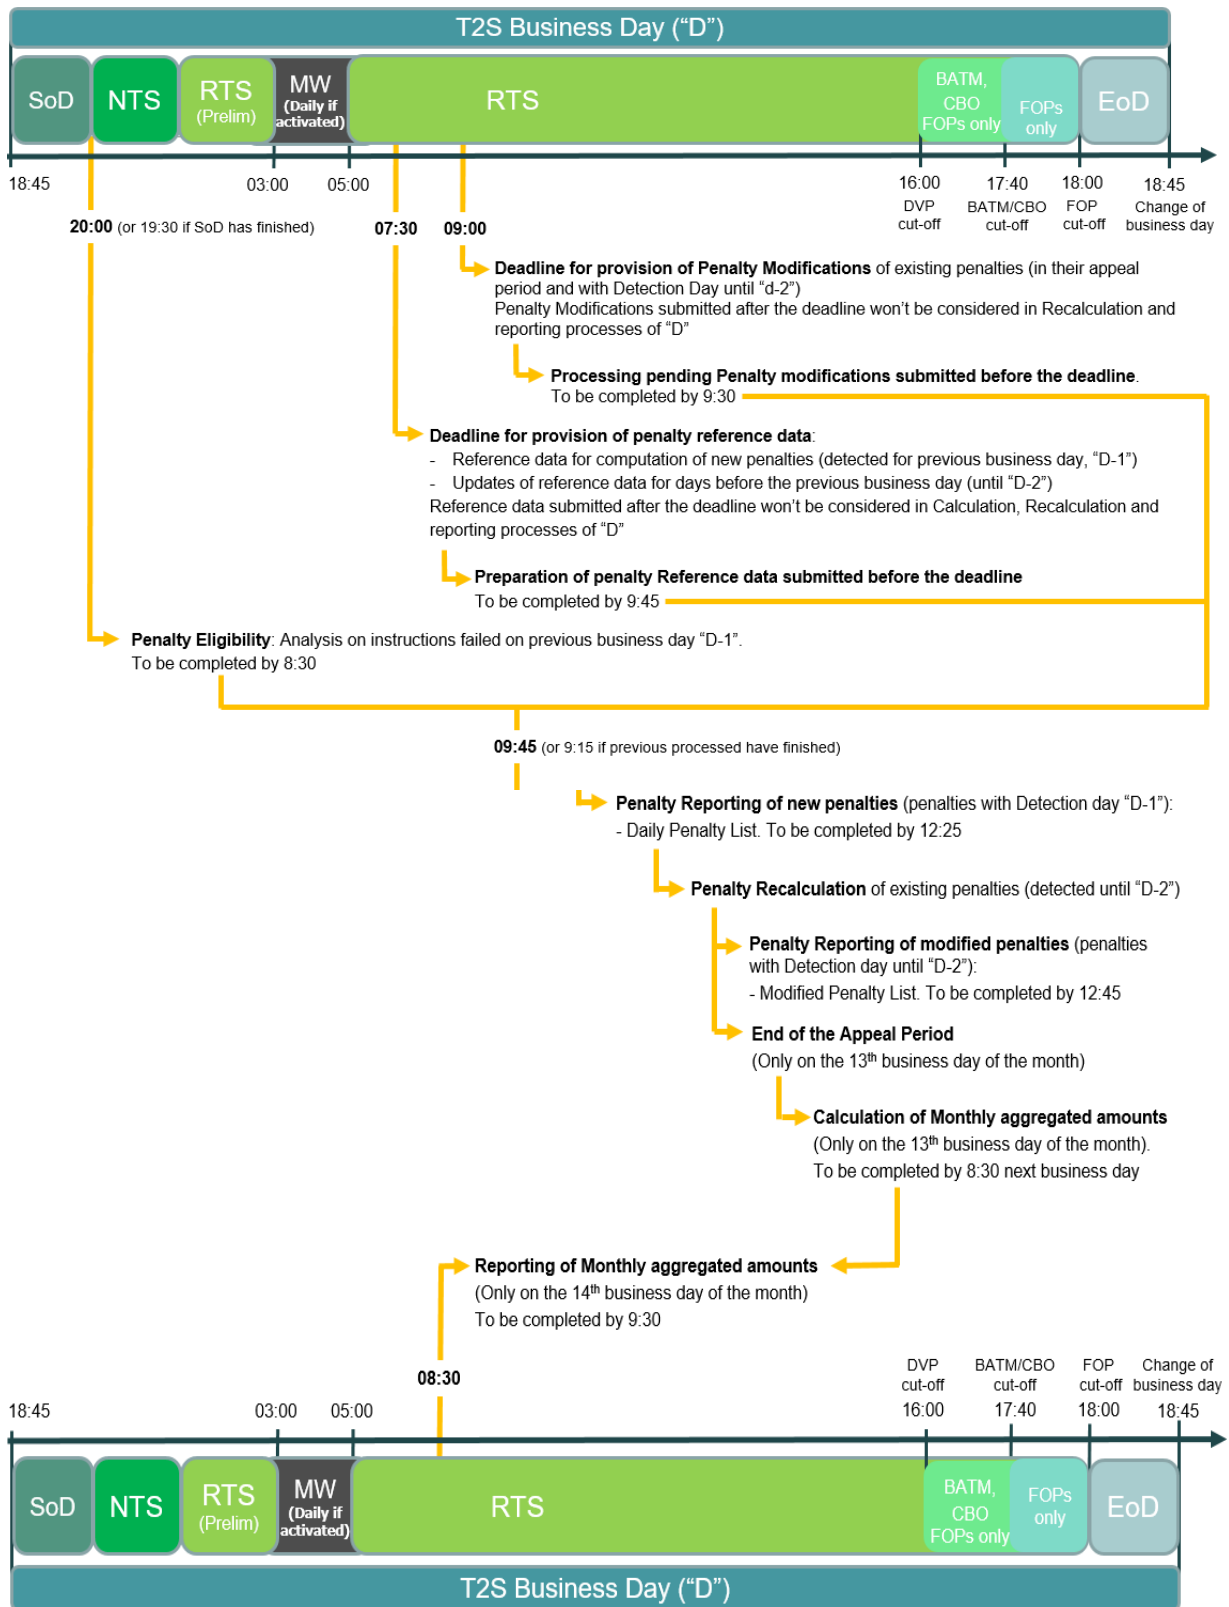 T2S Business Day (“D”)
SoD
NTS
RTS
(Prelim)
MW
(Daily if
activated)
RTS
BATM,
CBO
FOPs only
FOPs
only
EoD
18:45
03:00
05:00
16:00
17:40
18:00
18:45
DVP
cut-off
BATM/CBO
cut-off
FOP
cut-off
Change of
business day
20:00 (or 19:30 if SoD has finished)
07:30
09:00
Deadline for provision of Penalty Modifications of existing penalties (in their appeal
period and with Detection Day until “d-2”)
Penalty Modifications submitted after the deadline won’t be considered in Recalculation and
reporting processes of “D”
Processing pending Penalty modifications submitted before the deadline.
To be completed by 9:30
Deadline for provision of penalty reference data:
- Reference data for computation of new penalties (detected for previous business day, “D-1”)
- Updates of reference data for days before the previous business day (until “D-2”)
Reference data submitted after the deadline won’t be considered in Calculation, Recalculation and
reporting processes of “D”
Preparation of penalty Reference data submitted before the deadline
To be completed by 9:45
Penalty Eligibility: Analysis on instructions failed on previous business day “D-1”.
To be completed by 8:30
09:45 (or 9:15 if previous processed have finished)
Penalty Reporting of new penalties (penalties with Detection day “D-1”):
- Daily Penalty List. To be completed by 12:25
Penalty Recalculation of existing penalties (detected until “D-2”)
Penalty Reporting of modified penalties (penalties
with Detection day until “D-2”):
- Modified Penalty List. To be completed by 12:45
End of the Appeal Period
(Only on the 13th business day of the month)
Calculation of Monthly aggregated amounts
(Only on the 13th business day of the month).
To be completed by 8:30 next business day
Reporting of Monthly aggregated amounts
(Only on the 14th business day of the month)
To be completed by 9:30
08:30
DVP
cut-off
BATM/CBO
cut-off
FOP
cut-off
Change of
business day
18:45
03:00
05:00
16:00
17:40
18:00
18:45
SoD
NTS
RTS
(Prelim)
MW
(Daily if
activated)
RTS
BATM,
CBO
FOPs only
FOPs
only
EoD
T2S Business Day (“D”)